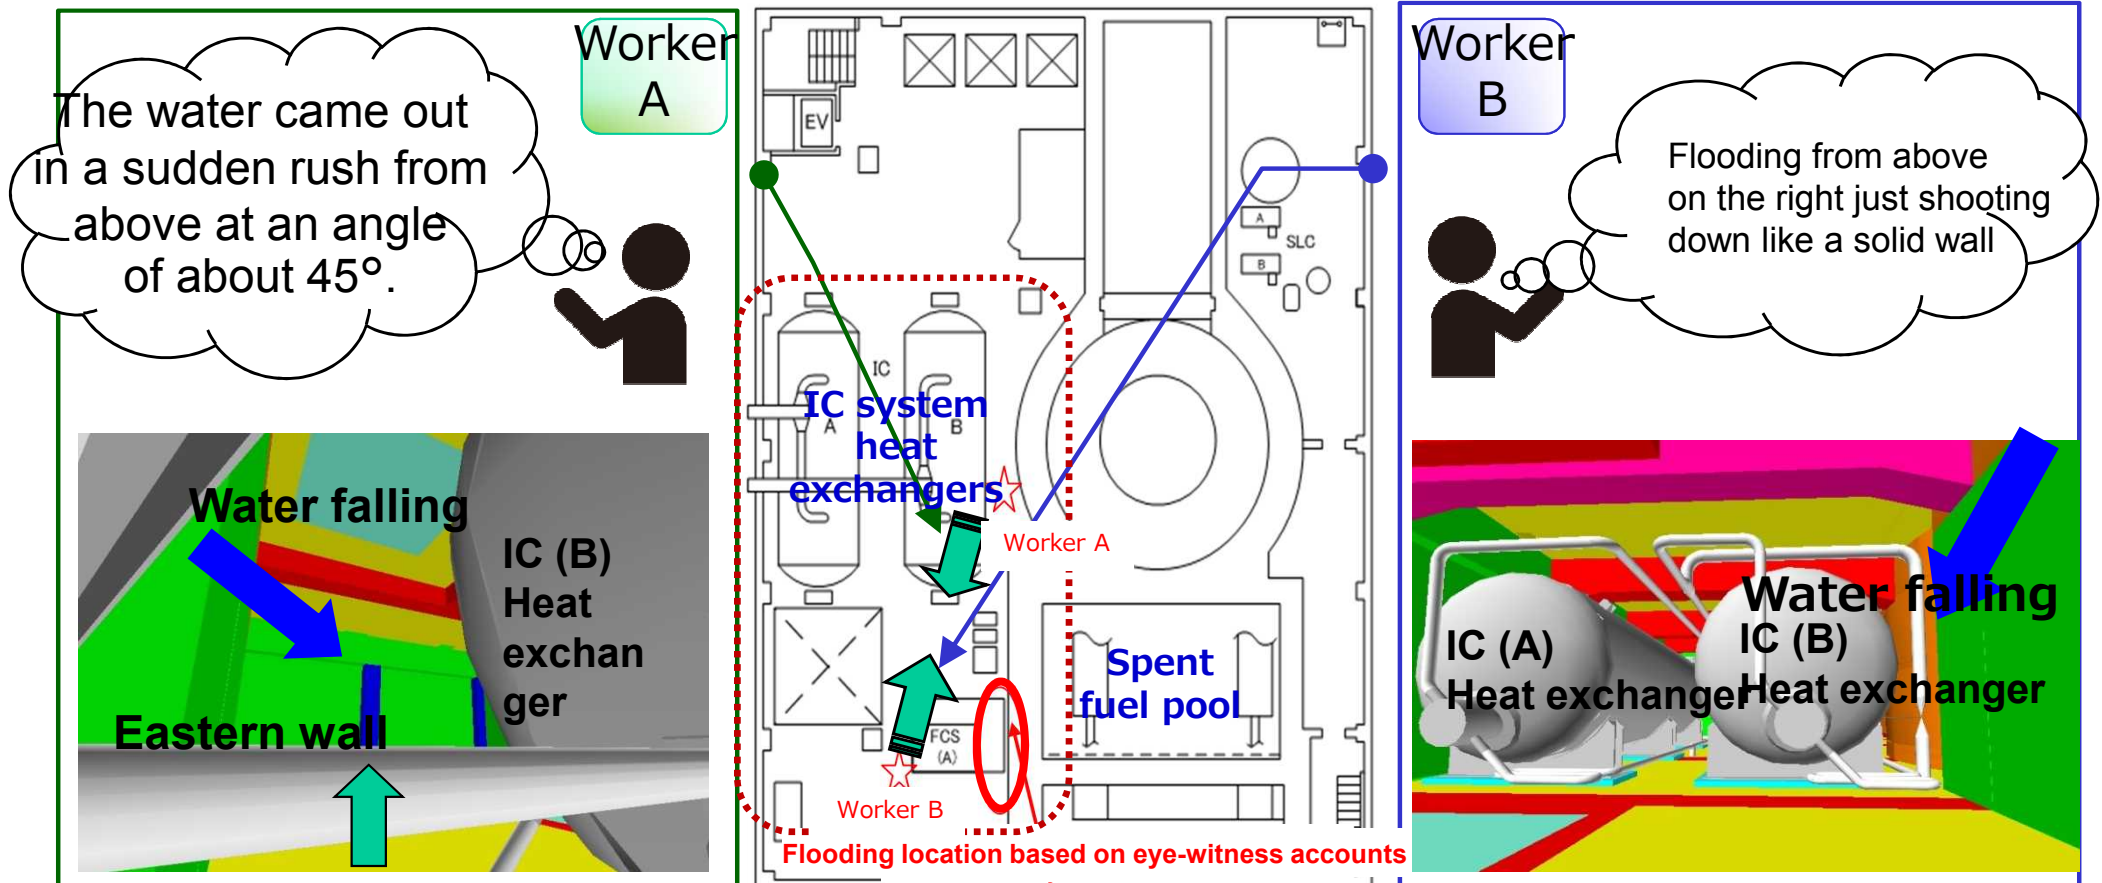 Worker
A
The water came out
in a sudden rush from
above at an angle
of about 45°.
Water falling
IC (B)
Heat
exchan
ger
Eastern wall
EV
A
SLC
B
IC
A
B
IC system
heat
exchangers
Worker A
Spent
fuel pool
FCS
(A)
Worker B
Flooding location based on eye-witness accounts
Worker
B
Flooding from above
on the right just shooting
down like a solid wall
Water falling
IC (A)
Heat exchanger
IC (B)
Heat exchanger